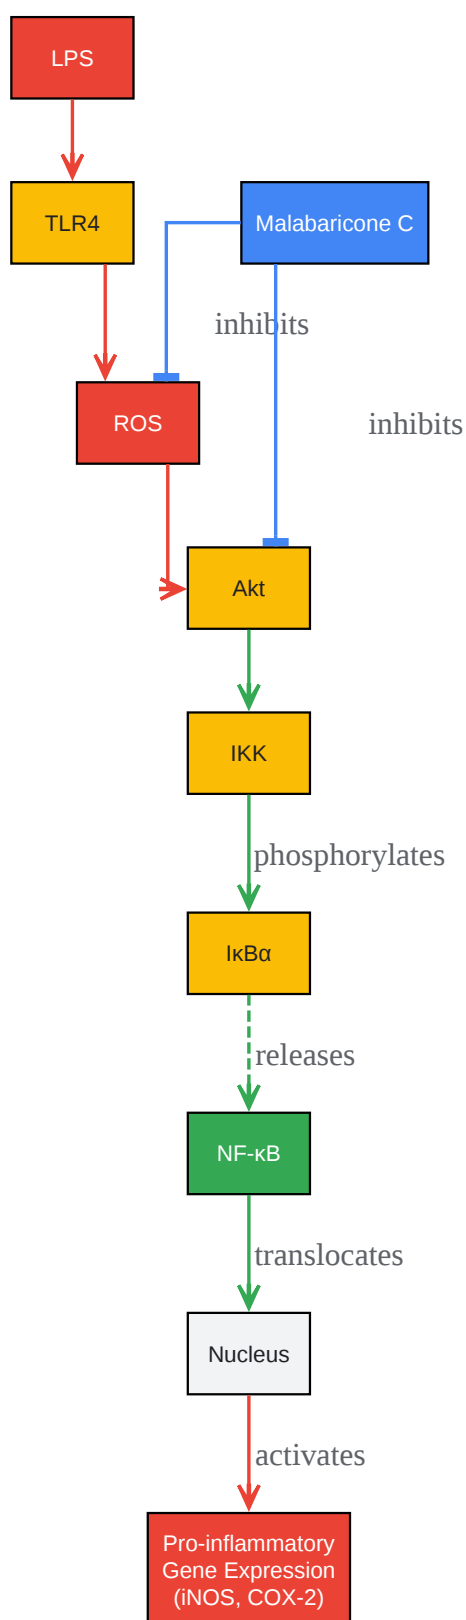 LPS
TLR4
Malabaricone C
inhibits
ROS
inhibits
Akt
IKK
phosphorylates
IκBα
releases
NF-κB
translocates
Nucleus
activates
Pro-inflammatory
Gene Expression
(iNOS, COX-2)